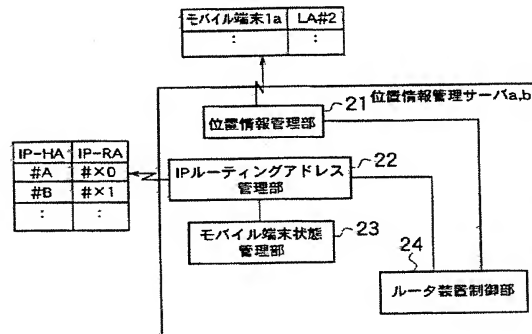 モバイル端末1a LA#2
: :
21 位置情報管理サーバa,b
位置情報管理部
IP-HA IP-RA
#A #×0
#B #×1
: :
22
IPルーティングアドレス
管理部
23
モバイル端末状態
管理部
24
ルータ装置制御部